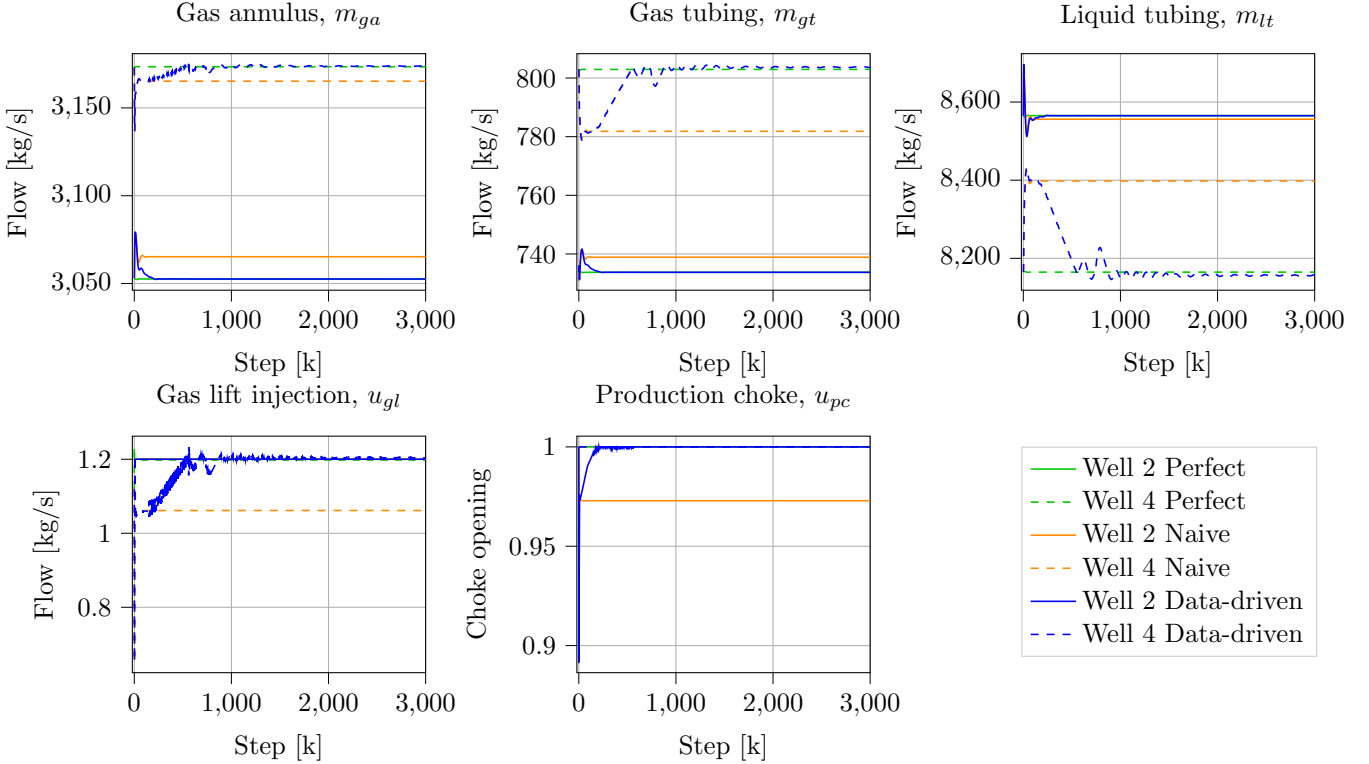 Gas annulus, m_ga
Flow [kg/s]
3,150
3,100
3,050
0 1,000 2,000 3,000
Step [k]
Gas tubing, m_gt
Flow [kg/s]
800
780
760
740
0 1,000 2,000 3,000
Step [k]
Liquid tubing, m_lt
Flow [kg/s]
8,600
8,400
8,200
0 1,000 2,000 3,000
Step [k]
Gas lift injection, u_gl
Flow [kg/s]
1.2
1
0.8
0 1,000 2,000 3,000
Step [k]
Production choke, u_pc
Choke opening
1
0.95
0.9
0 1,000 2,000 3,000
Step [k]
Well 2 Perfect
Well 4 Perfect
Well 2 Naive
Well 4 Naive
Well 2 Data-driven
Well 4 Data-driven